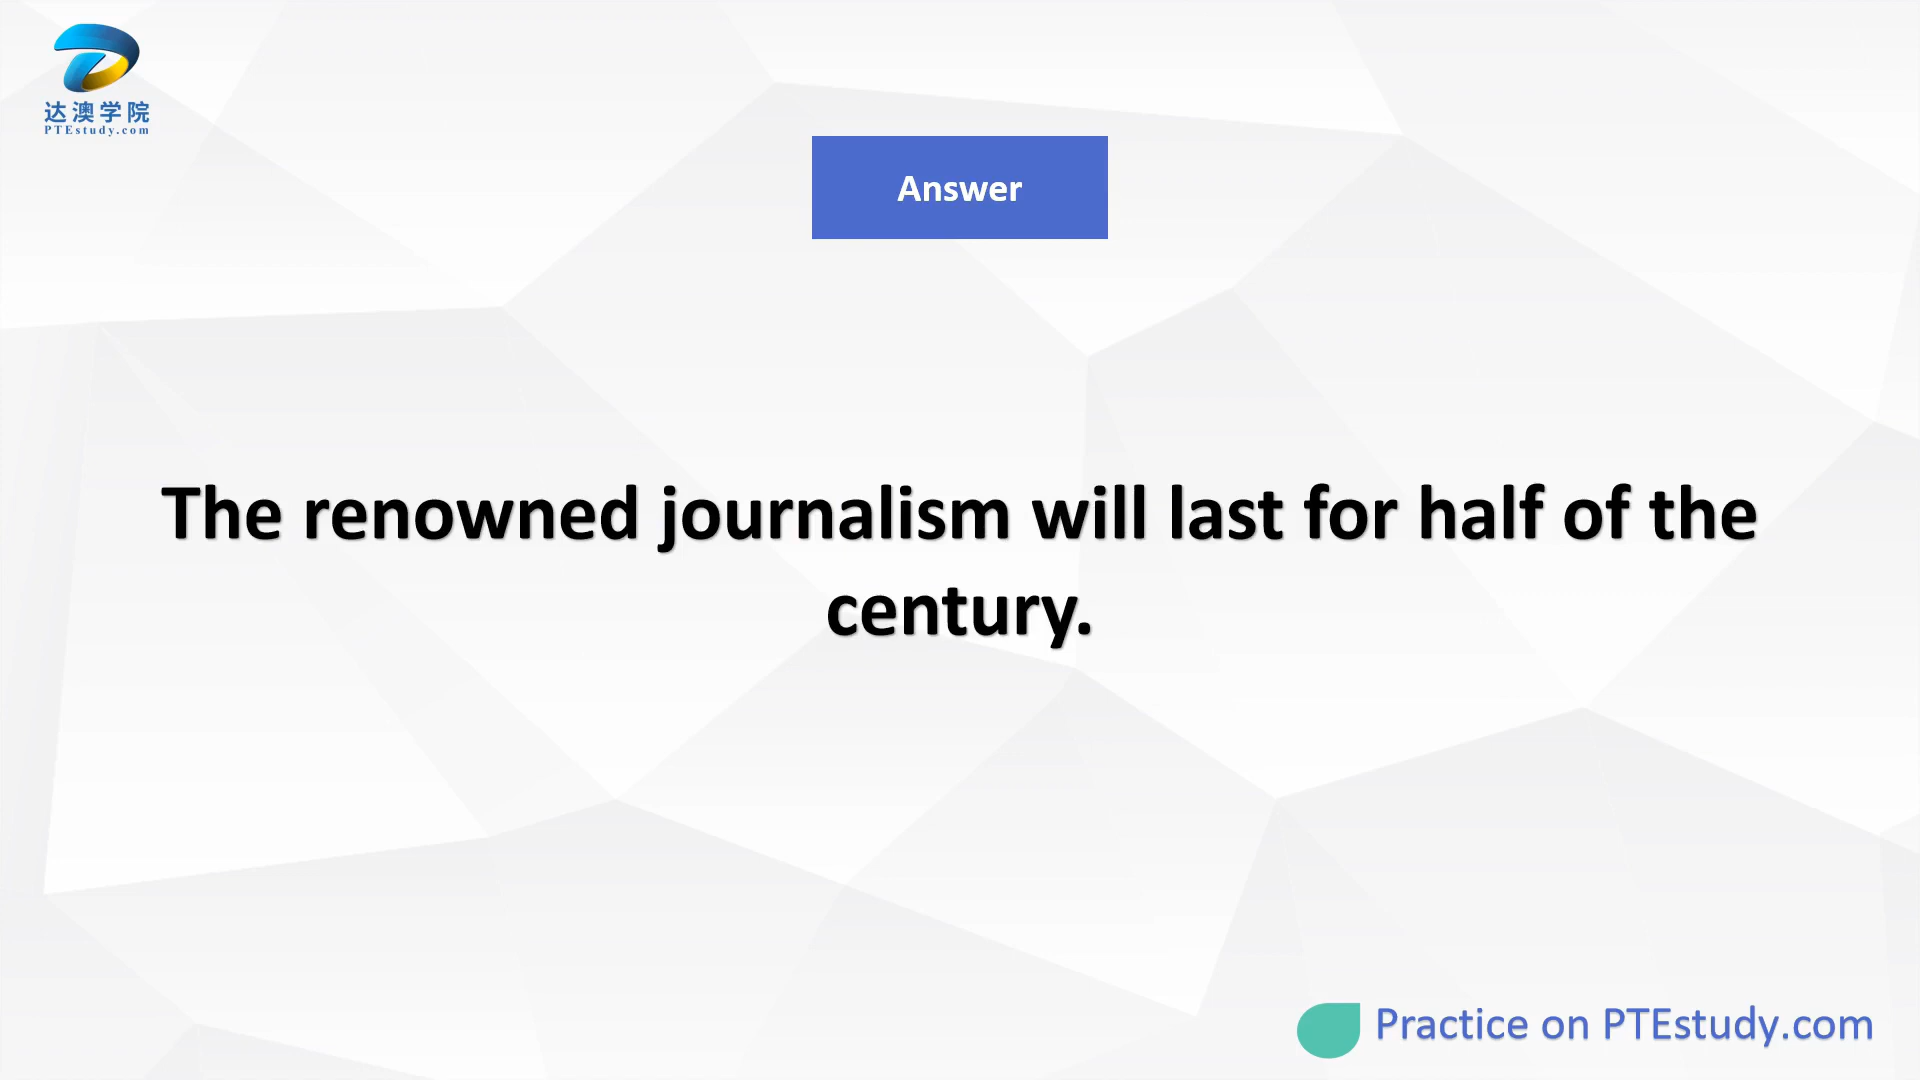 达澳学院
PTEstudy.com
Answer
The renowned journalism will last for half of the
century.
Practice on PTEstudy.com